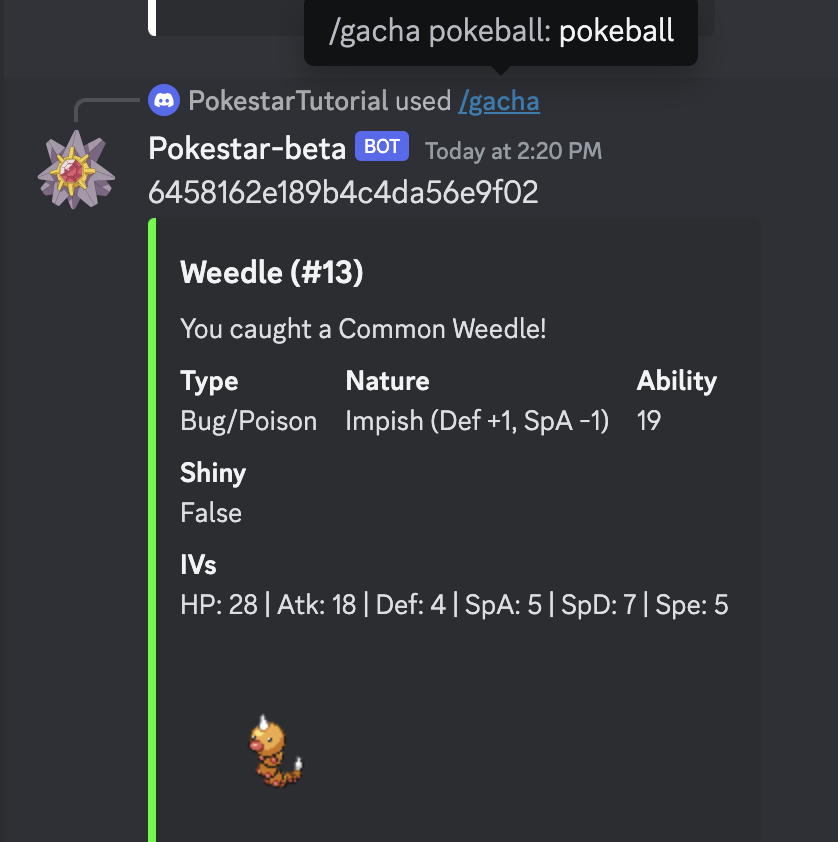 /gacha pokeball: pokeball
PokestarTutorial used /gacha
Pokestar-beta BOT Today at 2:20 PM
6458162e189b4c4da56e9f02
Weedle (#13)
You caught a Common Weedle!
Type Nature Ability
Bug/Poison Impish (Def +1, SpA -1) 19
Shiny
False
IVs
HP: 28 | Atk: 18 | Def: 4 | SpA: 5 | SpD: 7 | Spe: 5